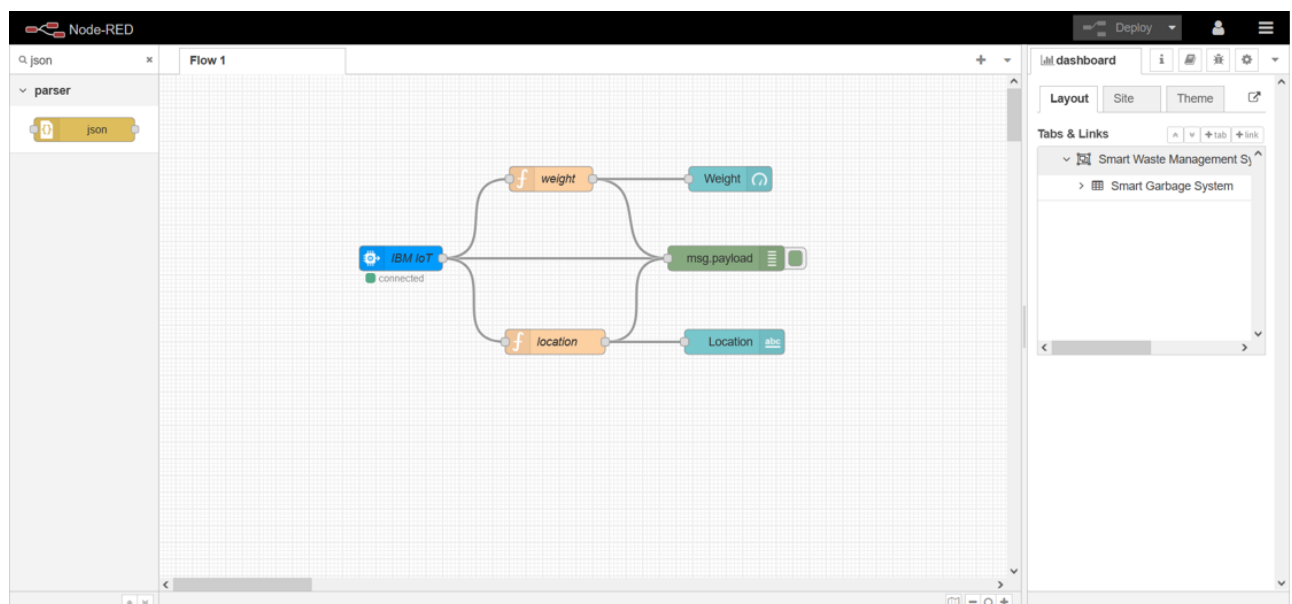 Node-RED
Deploy
json
Flow 1
dashboard
i
parser
json
Layout
Site
Theme
Tabs & Links
+tab
+link
Smart Waste Management Sy
Smart Garbage System
f weight
Weight
IBM IoT
connected
msg.payload
f location
Location abc